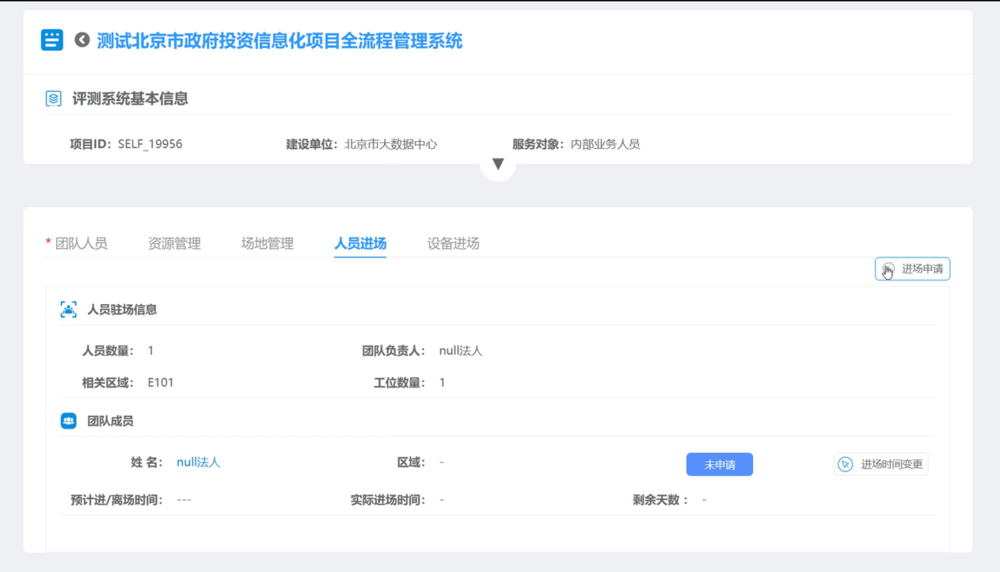 测试北京市政府投资信息化项目全流程管理系统
评测系统基本信息
项目ID： SELF_19956 建设单位： 北京市大数据中心 服务对象： 内部业务人员
* 团队人员 资源管理 场地管理 人员进场 设备进场
进场申请
人员驻场信息
人员数量： 1 团队负责人： null法人
相关区域： E101 工位数量： 1
团队成员
姓 名： null法人 区域： - 未申请 进场时间变更
预计进/离场时间： --- 实际进场时间： - 剩余天数 ： -